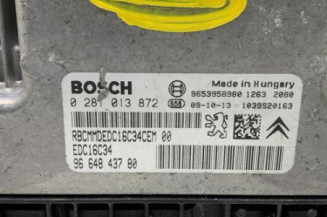 BOSCH
Made in Hungary
9653958980 1263 2080
0 281 013 872
09-10-13 1039S20163
RBCMMDEDC16C34CEM 00
EDC16C34
96 648 437 80